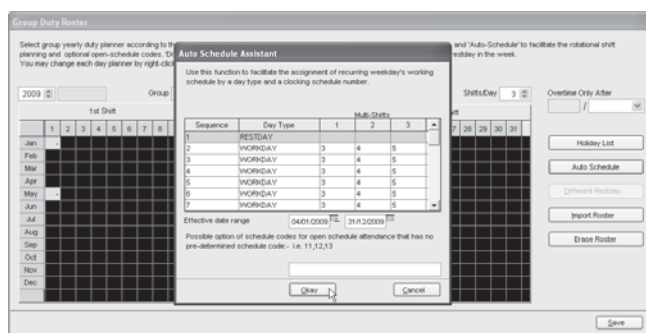 Group Duty Roster
Select group yearly duty planner according to th
planning and optional open-schedule codes. 'Di
You may change each day planner by right-clic
and 'Auto-Schedule' to facilitate the rotational shift
restday in the week.
2009
Group
Shifts/Day 3
Overtime Only After
/
1st Shift
1 2 3 4 5 6 7 8
7 28 29 30 31
Jan -
Feb
Mar
Apr
May -
Jun
Jul
Aug
Sep
Oct
Nov
Dec
Holiday List
Auto Schedule
Different Restday
Import Roster
Erase Roster
Save
Auto Schedule Assistant
Use this function to facilitate the assignment of recurring weekday's working
schedule by a day type and a clocking schedule number.
Multi-Shifts
Sequence Day Type 1 2 3
1 RESTDAY
2 WORKDAY 3 4 5
3 WORKDAY 3 4 5
4 WORKDAY 3 4 5
5 WORKDAY 3 4 5
6 WORKDAY 3 4 5
7 WORKDAY 3 4 5
Effective date range 04/01/2009 - 31/12/2009
Possible option of schedule codes for open schedule attendance that has no
pre-determined schedule code:- i.e. 11,12,13
Okay
Cancel